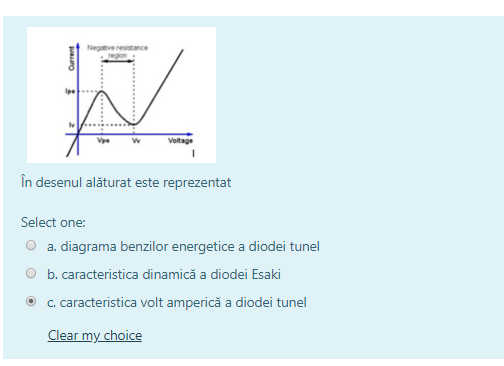 Current
Negative resistance
region
Ipe
Iv
Vpe
Vv
Voltage
I
În desenul alăturat este reprezentat
Select one:
a. diagrama benzilor energetice a diodei tunel
b. caracteristica dinamică a diodei Esaki
c. caracteristica volt amperică a diodei tunel
Clear my choice